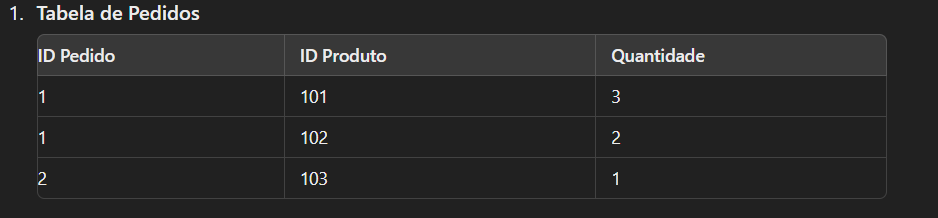 1. Tabela de Pedidos
ID Pedido ID Produto Quantidade
1 101 3
1 102 2
2 103 1